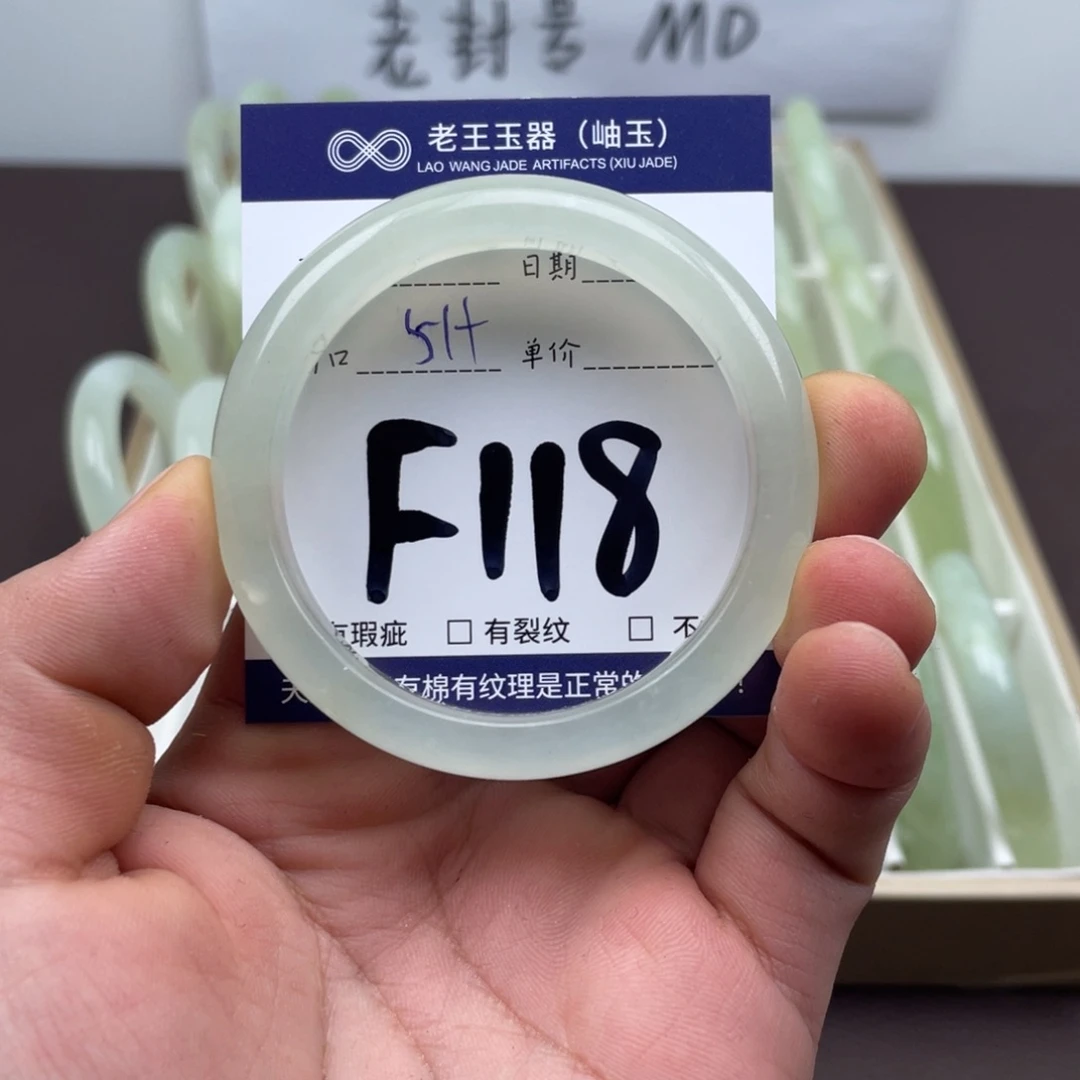 老封号 MD
老王玉器（岫玉）
LAO WANG JADE ARTIFACTS (XIU JADE)
日期
口 51+ 单价
F118
有瑕疵 □ 有裂纹 □ 不
天 有棉有纹理是正常的 !